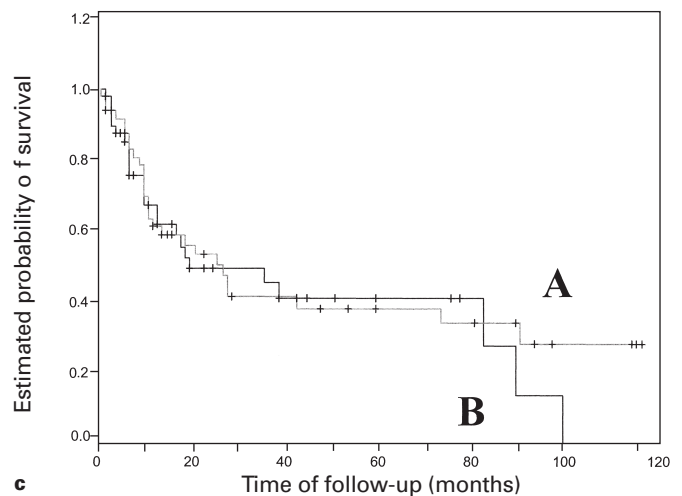 1.2
1.0
0.8
0.6
0.4
0.2
0.0
Estimated probability o f survival
A
B
0 20 40 60 80 100 120
c
Time of follow-up (months)